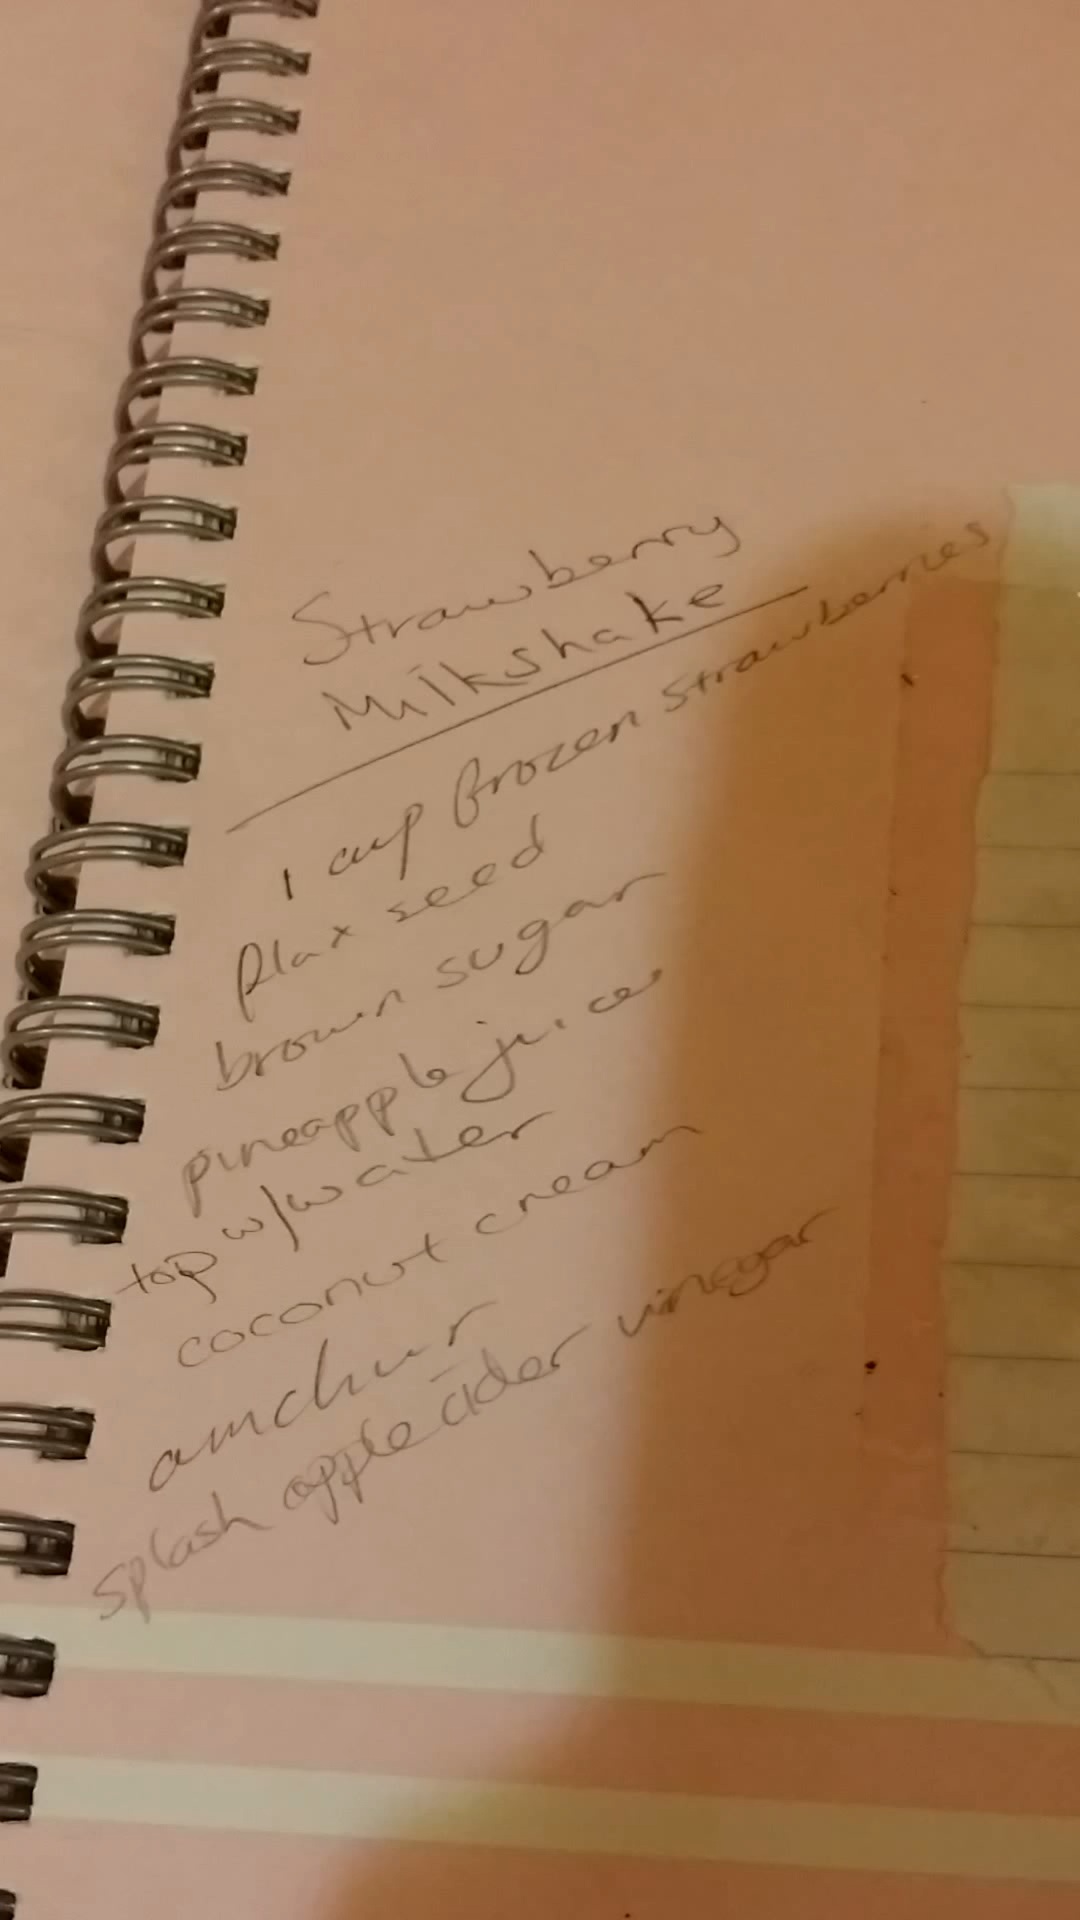 Strawberry
Milkshake
1 cup frozen strawberries
flax seed
brown sugar
pineapple juice
top w/water
coconut cream
amchur
splash apple cider vinegar